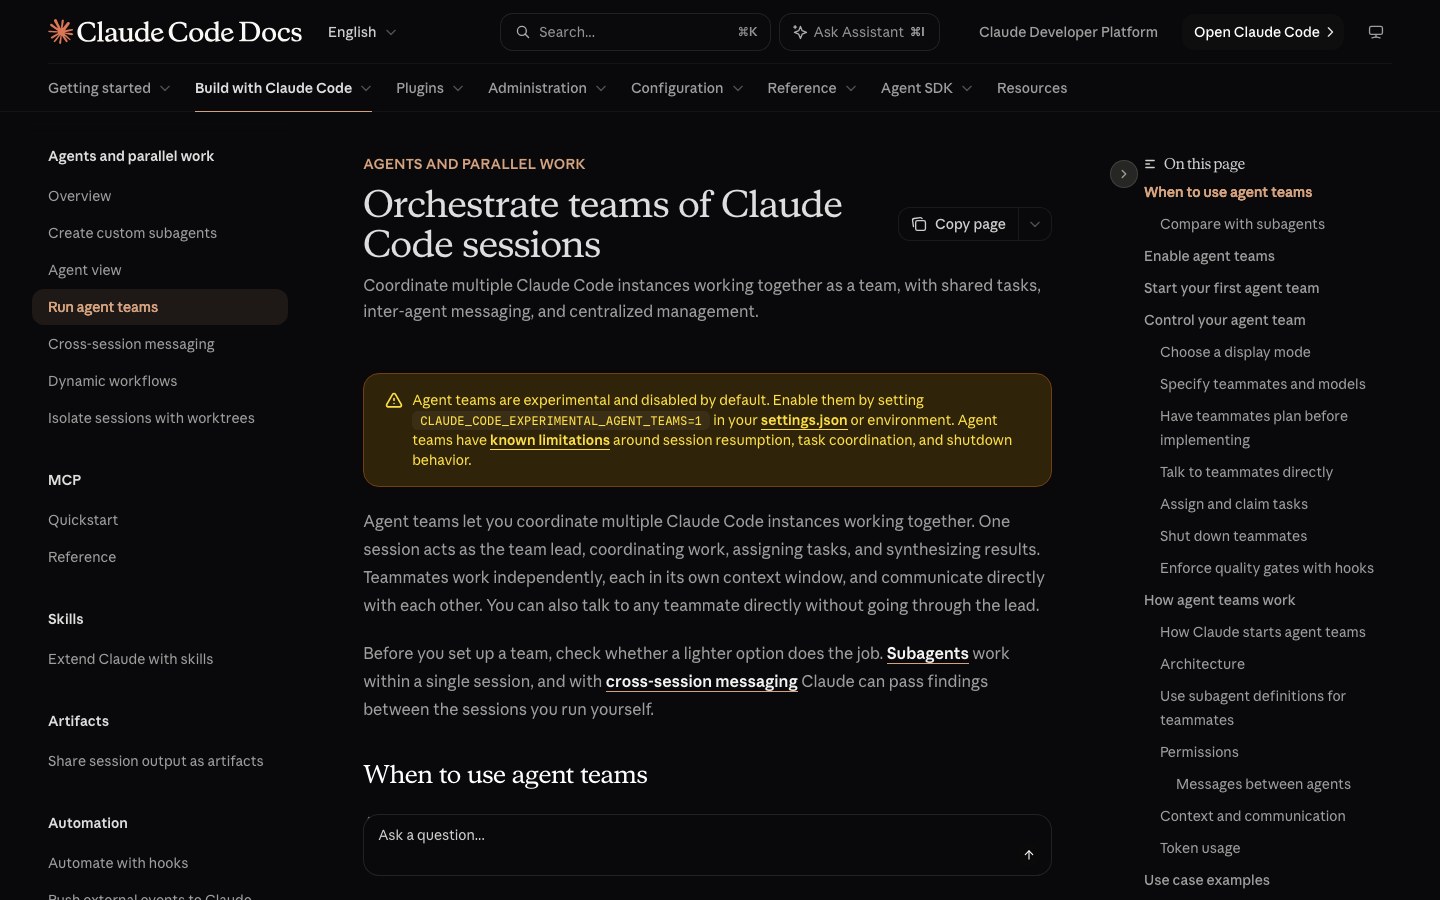 Claude Code Docs
English
Search...
⌘K
Ask Assistant ⌘I
Claude Developer Platform
Open Claude Code
Getting started
Build with Claude Code
Plugins
Administration
Configuration
Reference
Agent SDK
Resources
Agents and parallel work
Overview
Create custom subagents
Agent view
Run agent teams
Cross-session messaging
Dynamic workflows
Isolate sessions with worktrees
MCP
Quickstart
Reference
Skills
Extend Claude with skills
Artifacts
Share session output as artifacts
Automation
Automate with hooks
Push external events to Claude
AGENTS AND PARALLEL WORK
Orchestrate teams of Claude
Code sessions
Copy page
Coordinate multiple Claude Code instances working together as a team, with shared tasks,
inter-agent messaging, and centralized management.
Agent teams are experimental and disabled by default. Enable them by setting
CLAUDE_CODE_EXPERIMENTAL_AGENT_TEAMS=1 in your settings.json or environment. Agent
teams have known limitations around session resumption, task coordination, and shutdown
behavior.
Agent teams let you coordinate multiple Claude Code instances working together. One
session acts as the team lead, coordinating work, assigning tasks, and synthesizing results.
Teammates work independently, each in its own context window, and communicate directly
with each other. You can also talk to any teammate directly without going through the lead.
Before you set up a team, check whether a lighter option does the job. Subagents work
within a single session, and with cross-session messaging Claude can pass findings
between the sessions you run yourself.
When to use agent teams
Ask a question...
On this page
When to use agent teams
Compare with subagents
Enable agent teams
Start your first agent team
Control your agent team
Choose a display mode
Specify teammates and models
Have teammates plan before
implementing
Talk to teammates directly
Assign and claim tasks
Shut down teammates
Enforce quality gates with hooks
How agent teams work
How Claude starts agent teams
Architecture
Use subagent definitions for
teammates
Permissions
Messages between agents
Context and communication
Token usage
Use case examples